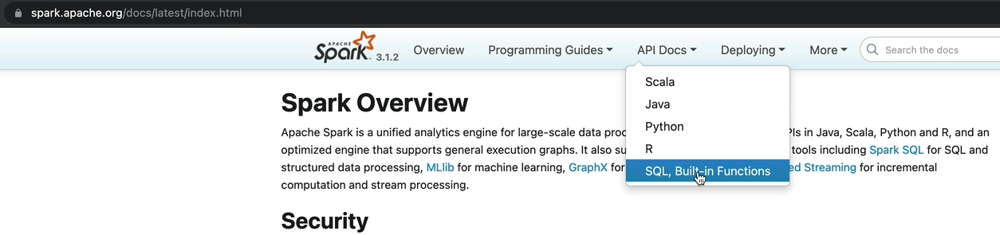 spark.apache.org/docs/latest/index.html
APACHE Spark 3.1.2 Overview Programming Guides API Docs Deploying More Search the docs
Scala
Java
Python
R
SQL, Built-in Functions
Spark Overview
Apache Spark is a unified analytics engine for large-scale data proc PIs in Java, Scala, Python and R, and an
optimized engine that supports general execution graphs. It also su tools including Spark SQL for SQL and
structured data processing, MLlib for machine learning, GraphX for ed Streaming for incremental
computation and stream processing.
Security